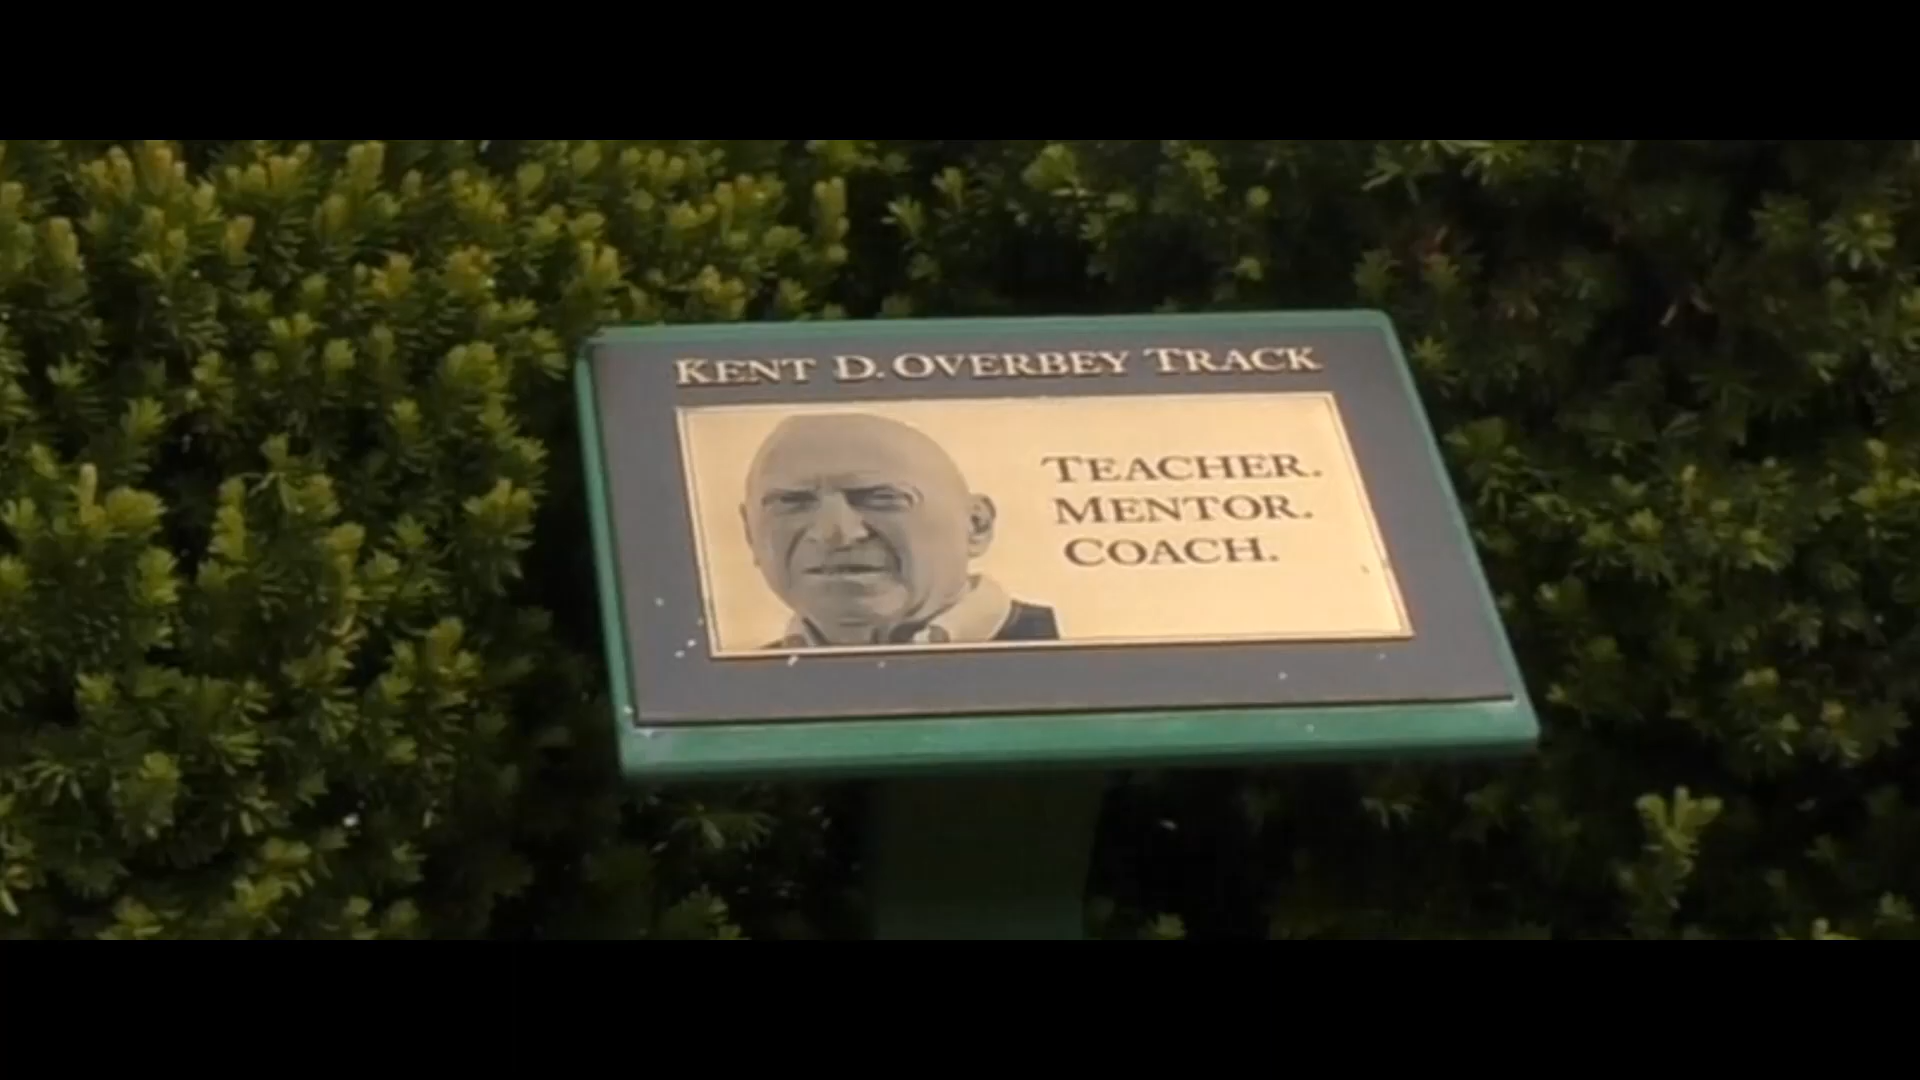 KENT D. OVERBEY TRACK
TEACHER.
MENTOR.
COACH.